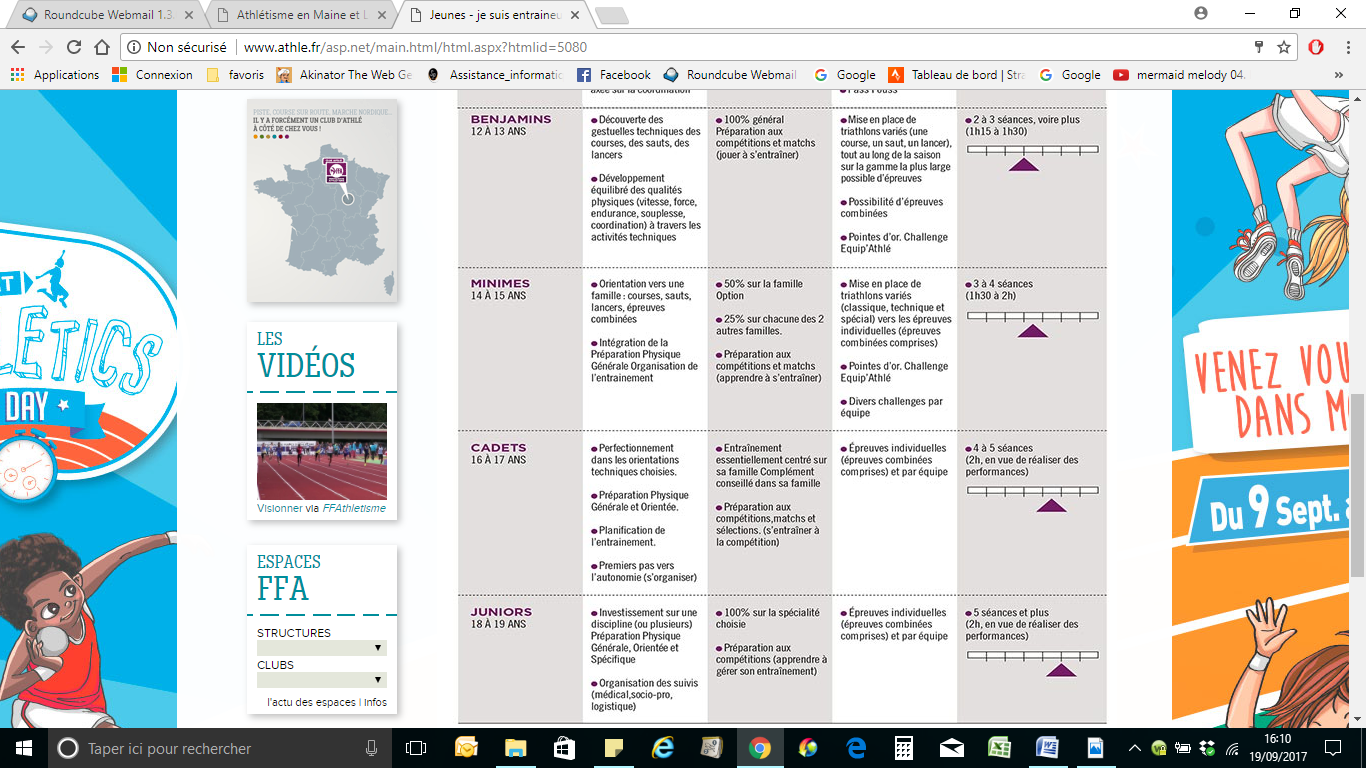 Roundcube Webmail 1.3
Athlétisme en Maine et L
Jeunes - je suis entraineu
Non sécurisé
www.athle.fr/asp.net/main.html/html.aspx?htmlid=5080
Applications
Connexion
favoris
Akinator The Web Ge
Assistance_informatic
Facebook
Roundcube Webmail
Google
Tableau de bord | Stra
Google
mermaid melody 04.
»
PISTE, COURSE SUR ROUTE, MARCHE NORDIQUE...
IL Y A FORCÉMENT UN CLUB D'ATHLÉ
À CÔTÉ DE CHEZ VOUS !
LETICS
DAY
LES
VIDÉOS
Visionner via FFAthletisme
ESPACES
FFA
STRUCTURES
CLUBS
l'actu des espaces | Infos
axée sur la coordination
Pass'Pouss
BENJAMINS
12 À 13 ANS
● Découverte des
gestuelles techniques des
courses, des sauts, des
lancers
● Développement
équilibré des qualités
physiques (vitesse, force,
endurance, souplesse,
coordination) à travers les
activités techniques
● 100% général
Préparation aux
compétitions et matchs
(jouer à s'entraîner)
●Mise en place de
triathlons variés (une
course, un saut, un lancer),
tout au long de la saison
sur la gamme la plus large
possible d'épreuves
● Possibilité d'épreuves
combinées
● Pointes d'or. Challenge
Equip'Athlé
● 2 à 3 séances, voire plus
(1h15 à 1h30)
MINIMES
14 À 15 ANS
● Orientation vers une
famille : courses, sauts,
lancers, épreuves
combinées
● Intégration de la
Préparation Physique
Générale Organisation de
l'entrainement
● 50% sur la famille
Option
● 25% sur chacune des 2
autres familles.
● Préparation aux
compétitions et matchs
(apprendre à s'entraîner)
● Mise en place de
triathlons variés
(classique, technique et
spécial) vers les épreuves
individuelles (épreuves
combinées comprises)
● Pointes d'or. Challenge
Equip'Athlé
● Divers challenges par
équipe
● 3 à 4 séances
(1h30 à 2h)
CADETS
16 À 17 ANS
● Perfectionnement
dans les orientations
techniques choisies.
● Préparation Physique
Générale et Orientée.
● Planification de
l'entrainement.
● Premiers pas vers
l'autonomie (s'organiser)
● Entraînement
essentiellement centré sur
sa famille Complément
conseillé dans sa famille
● Préparation aux
compétitions,matchs et
sélections. (s'entraîner à
la compétition)
● Épreuves individuelles
(épreuves combinées
comprises) et par équipe
● 4 à 5 séances
(2h, en vue de réaliser des
performances)
JUNIORS
18 À 19 ANS
● Investissement sur une
discipline (ou plusieurs)
Préparation Physique
Générale, Orientée et
Spécifique
● Organisation des suivis
(médical,socio-pro,
logistique)
● 100% sur la spécialité
choisie
● Préparation aux
compétitions (apprendre à
gérer son entraînement)
● Épreuves individuelles
(épreuves combinées
comprises) et par équipe
● 5 séances et plus
(2h, en vue de réaliser des
performances)
VENEZ VOU
DANS M
Du 9 Sept. a
Taper ici pour rechercher
16:10
19/09/2017